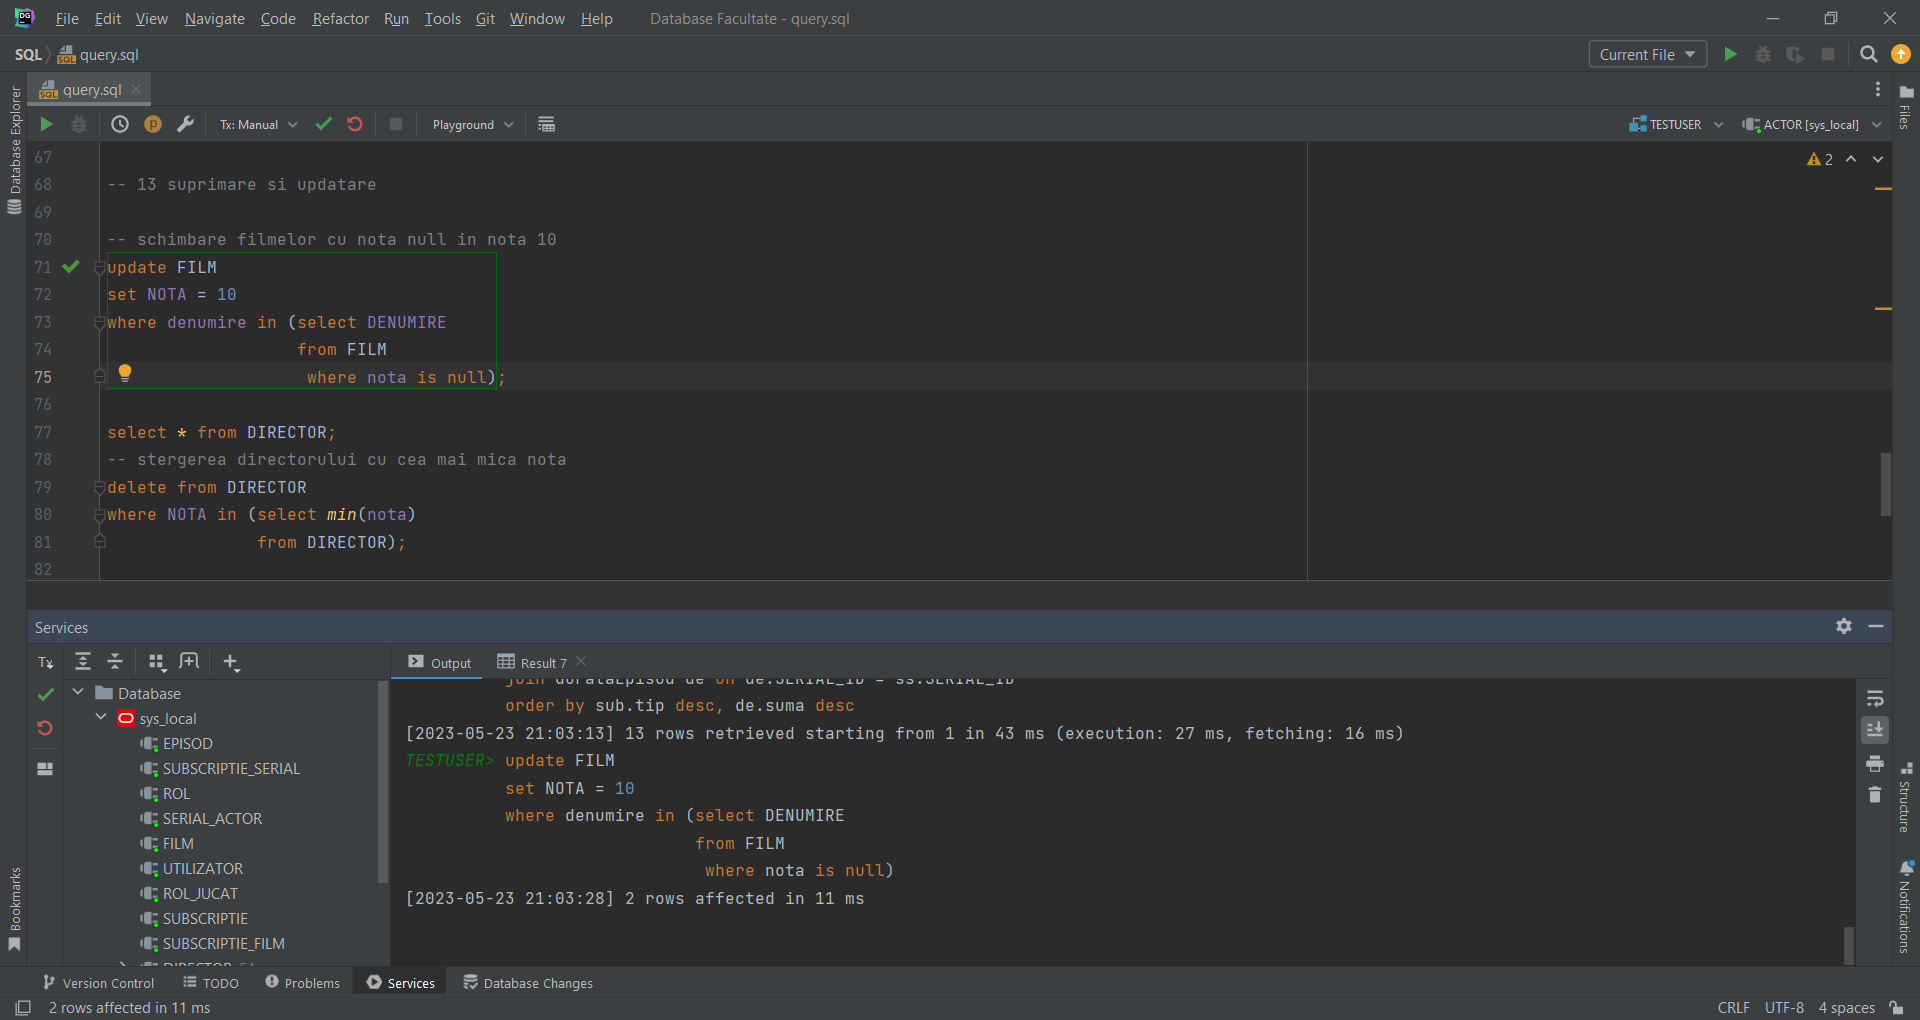 File Edit View Navigate Code Refactor Run Tools Git Window Help Database Facultate - query.sql
SQL query.sql
Current File
query.sql
Tx: Manual Playground
TESTUSER ACTOR [sys_local]
Database Explorer
Files
2
67
68 -- 13 suprimare si updatare
69
70 -- schimbare filmelor cu nota null in nota 10
71 update FILM
72 set NOTA = 10
73 where denumire in (select DENUMIRE
74 from FILM
75 where nota is null);
76
77 select * from DIRECTOR;
78 -- stergerea directorului cu cea mai mica nota
79 delete from DIRECTOR
80 where NOTA in (select min(nota)
81 from DIRECTOR);
82
Services
Tx
Database
sys_local
EPISOD
SUBSCRIPTIE_SERIAL
ROL
SERIAL_ACTOR
FILM
UTILIZATOR
ROL_JUCAT
SUBSCRIPTIE
SUBSCRIPTIE_FILM
Output Result 7
join durataEpisod de on de.SERIAL_ID = ss.SERIAL_ID
order by sub.tip desc, de.suma desc
[2023-05-23 21:03:13] 13 rows retrieved starting from 1 in 43 ms (execution: 27 ms, fetching: 16 ms)
TESTUSER> update FILM
set NOTA = 10
where denumire in (select DENUMIRE
from FILM
where nota is null)
[2023-05-23 21:03:28] 2 rows affected in 11 ms
Structure
Notifications
Bookmarks
Version Control TODO Problems Services Database Changes
2 rows affected in 11 ms
CRLF UTF-8 4 spaces